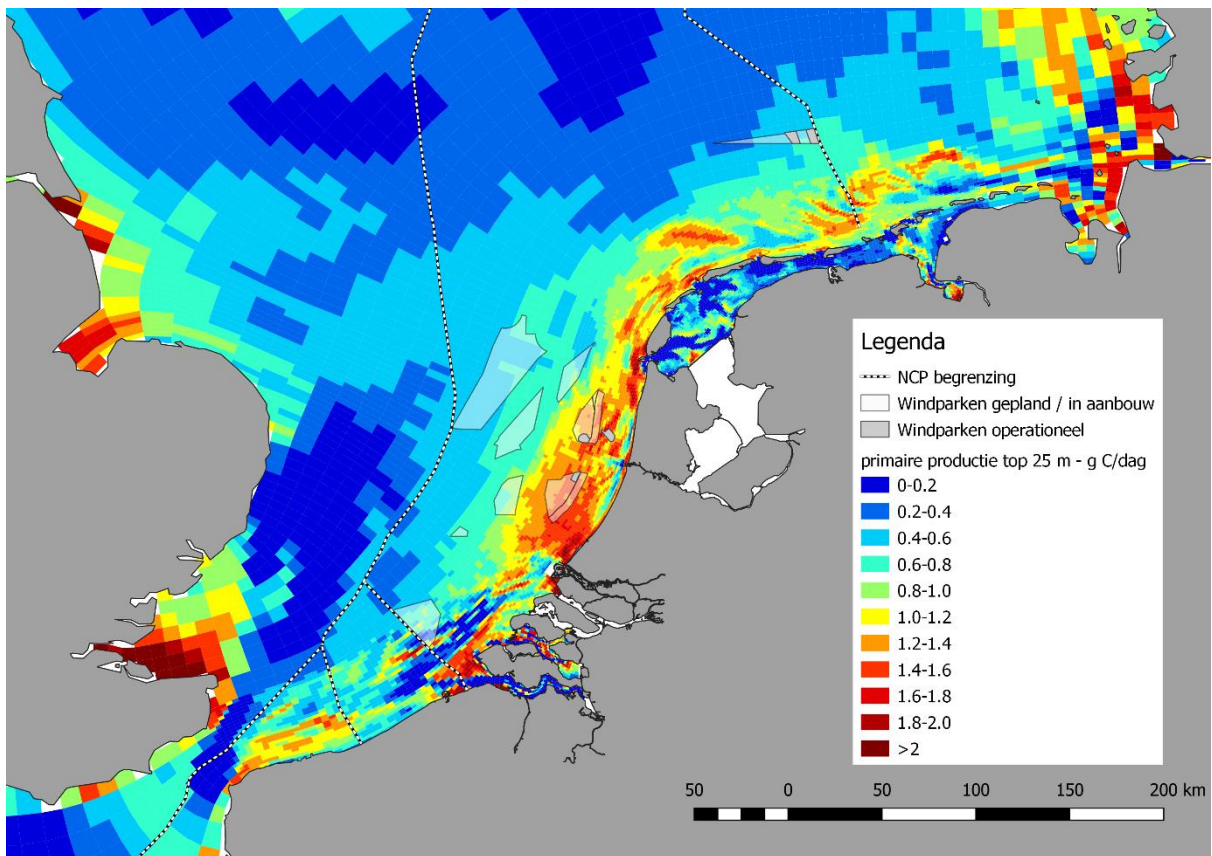 Legenda
NCP begrenzing
Windparken gepland / in aanbouw
Windparken operationeel
primaire productie top 25 m - g C/dag
0-0.2
0.2-0.4
0.4-0.6
0.6-0.8
0.8-1.0
1.0-1.2
1.2-1.4
1.4-1.6
1.6-1.8
1.8-2.0
>2
50 0 50 100 150 200 km